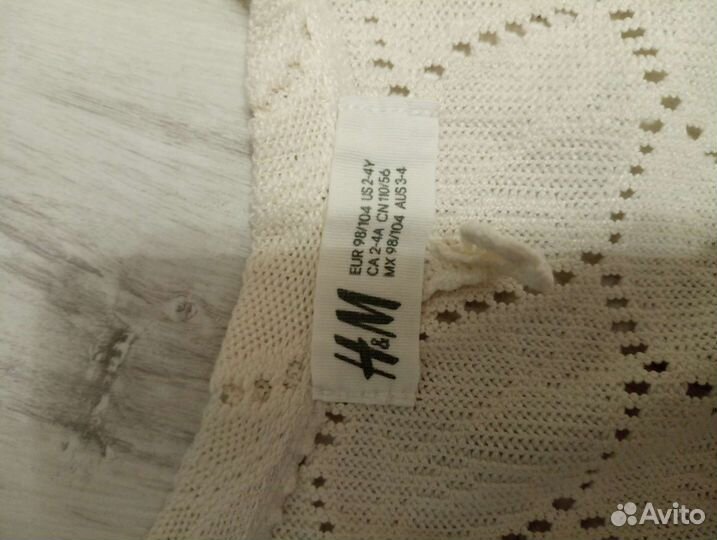 EUR 98/104 US 2-4Y
CA 2-4A CN 110/56
MX 98/104 AUS 3-4
H&M
Avito